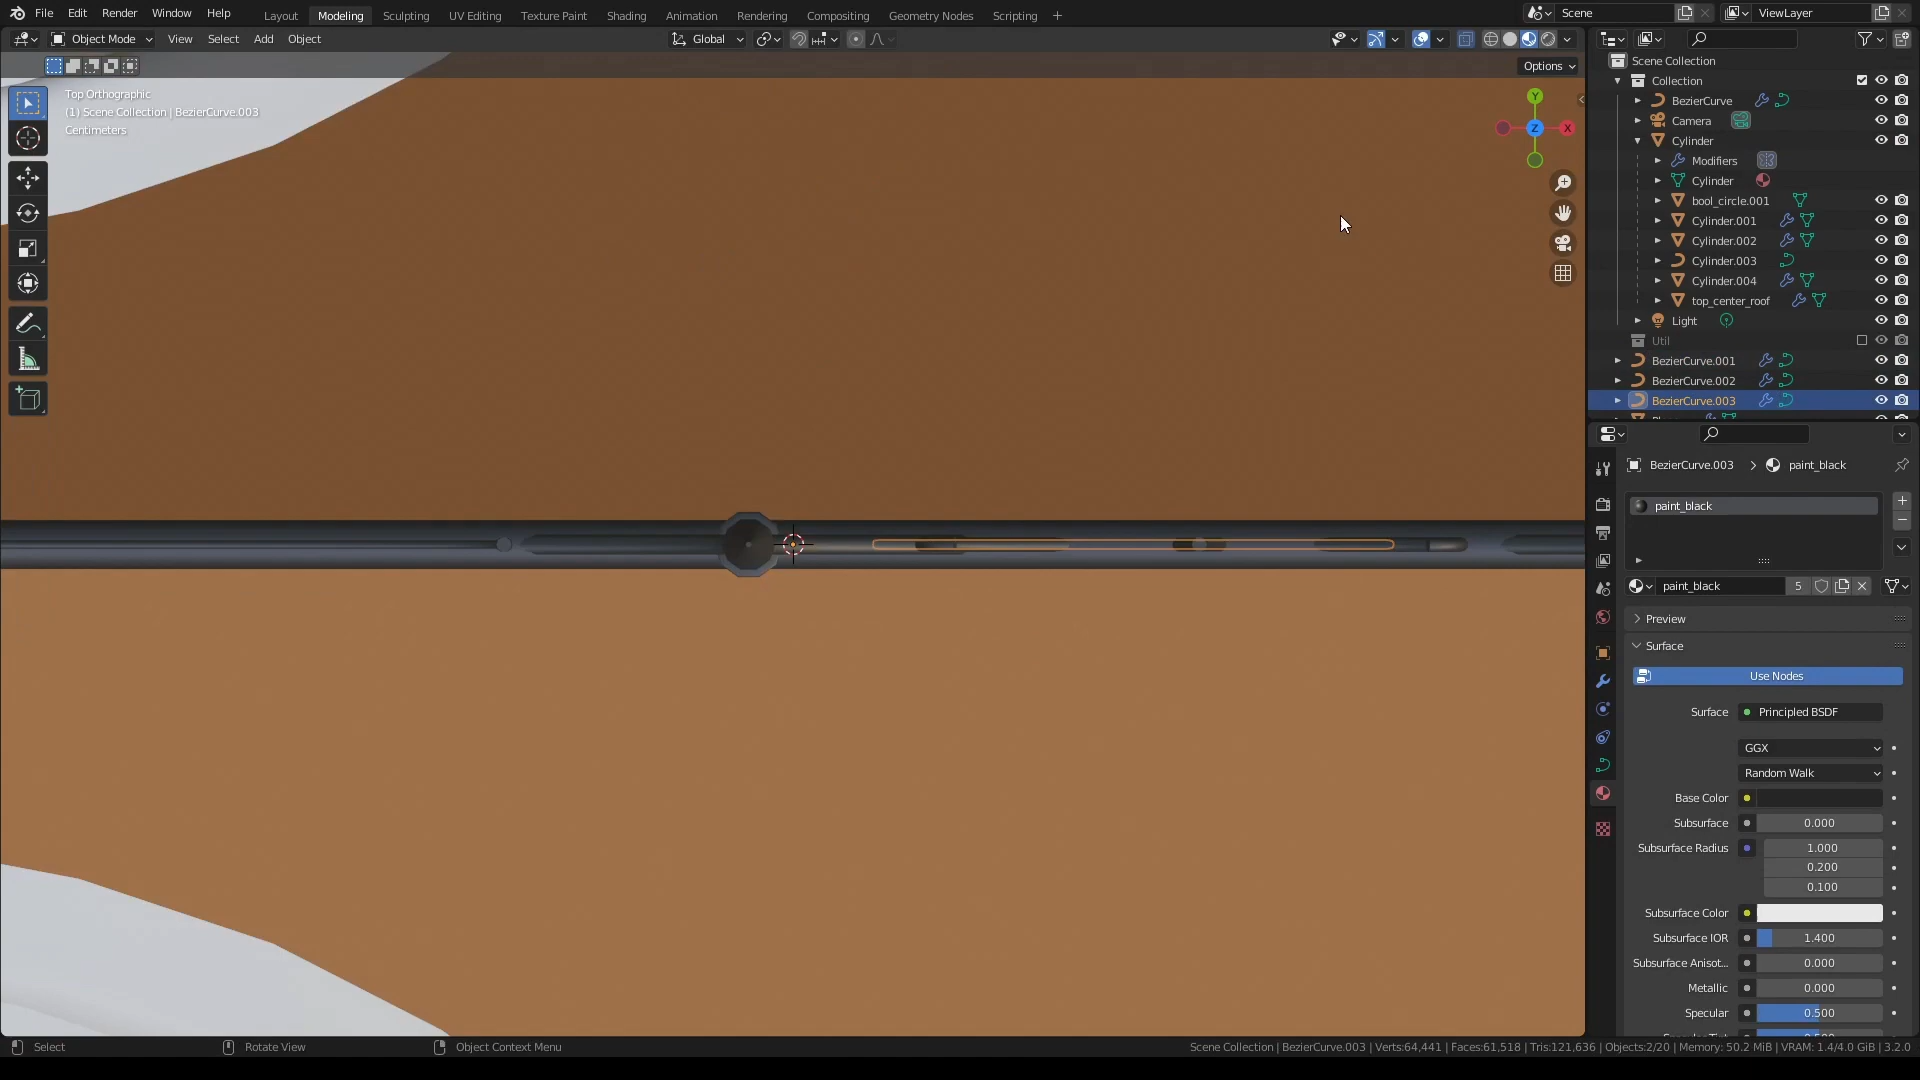 File Edit Render Window Help Layout Modeling Sculpting UV Editing Texture Paint Shading Animation Rendering Compositing Geometry Nodes Scripting + Scene ViewLayer
Object Mode View Select Add Object Global
Options
Top Orthographic
(1) Scene Collection | BezierCurve.003
Centimeters
Y
X
Z
Scene Collection
Collection
BezierCurve
Camera
Cylinder
Modifiers
Cylinder
bool_circle.001
Cylinder.001
Cylinder.002
Cylinder.003
Cylinder.004
top_center_roof
Light
Util
BezierCurve.001
BezierCurve.002
BezierCurve.003
BezierCurve.003 > paint_black
paint_black
paint_black 5
Preview
Surface
Use Nodes
Surface Principled BSDF
GGX
Random Walk
Base Color
Subsurface 0.000
Subsurface Radius 1.000
0.200
0.100
Subsurface Color
Subsurface IOR 1.400
Subsurface Anisot... 0.000
Metallic 0.000
Specular 0.500
Select Rotate View Object Context Menu Scene Collection | BezierCurve.003 | Verts:64,441 | Faces:61,518 | Tris:121,636 | Objects:2/20 | Memory: 50.2 MiB | VRAM: 1.4/4.0 GiB | 3.2.0